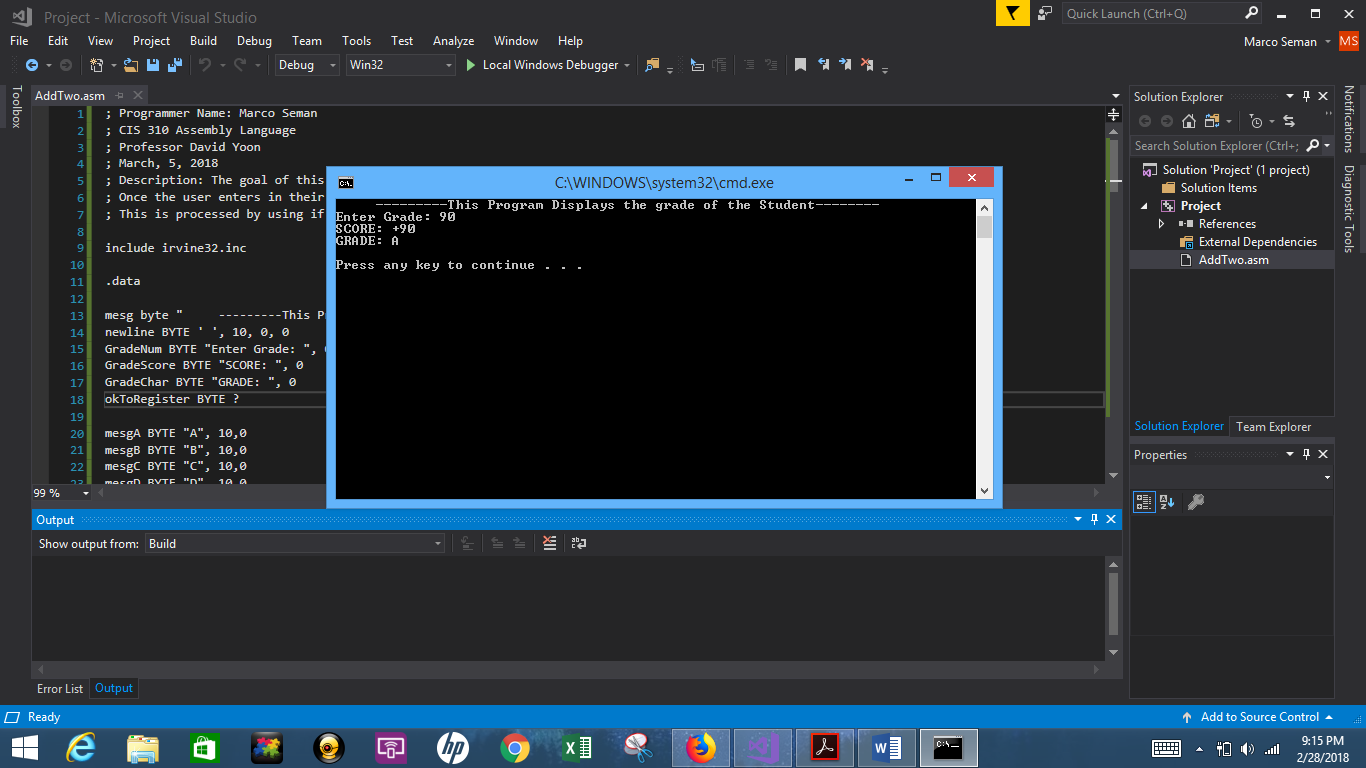 Project - Microsoft Visual Studio
Quick Launch (Ctrl+Q)
File Edit View Project Build Debug Team Tools Test Analyze Window Help
Marco Seman MS
Debug Win32 Local Windows Debugger
Toolbox
AddTwo.asm
1 ; Programmer Name: Marco Seman
2 ; CIS 310 Assembly Language
3 ; Professor David Yoon
4 ; March, 5, 2018
5 ; Description: The goal of this
6 ; Once the user enters in their
7 ; This is processed by using if
8
9 include irvine32.inc
10
11 .data
12
13 mesg byte "     ---------This P
14 newline BYTE ' ', 10, 0, 0
15 GradeNum BYTE "Enter Grade: ",
16 GradeScore BYTE "SCORE: ", 0
17 GradeChar BYTE "GRADE: ", 0
18 okToRegister BYTE ?
19
20 mesgA BYTE "A", 10,0
21 mesgB BYTE "B", 10,0
22 mesgC BYTE "C", 10,0
23 mesgD BYTE "D", 10,0
99 %
C:\WINDOWS\system32\cmd.exe
C:\.
---------This Program Displays the grade of the Student--------
Enter Grade: 90
SCORE: +90
GRADE: A
Press any key to continue . . .
Output
Show output from: Build
Error List Output
Solution Explorer
Search Solution Explorer (Ctrl+;
Solution 'Project' (1 project)
Solution Items
Project
References
External Dependencies
AddTwo.asm
Solution Explorer Team Explorer
Properties
Notifications
Diagnostic Tools
Ready
Add to Source Control
9:15 PM
2/28/2018